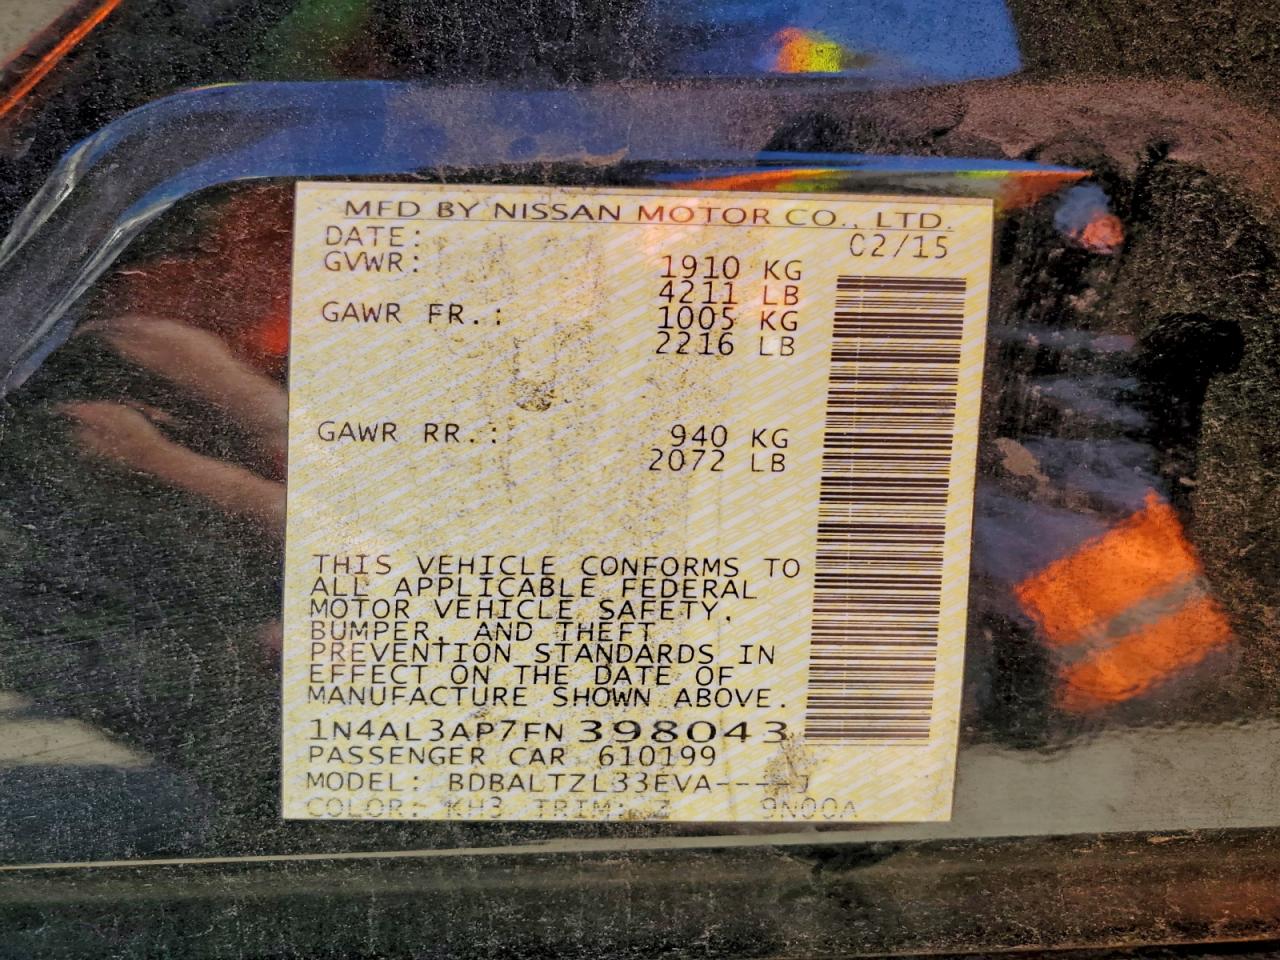 MFD BY NISSAN MOTOR CO., LTD.
DATE: 02/15
GVWR: 1910 KG
4211 LB
GAWR FR.: 1005 KG
2216 LB
GAWR RR.: 940 KG
2072 LB
THIS VEHICLE CONFORMS TO
ALL APPLICABLE FEDERAL
MOTOR VEHICLE SAFETY,
BUMPER, AND THEFT
PREVENTION STANDARDS IN
EFFECT ON THE DATE OF
MANUFACTURE SHOWN ABOVE.
1N4AL3AP7FN398043
PASSENGER CAR 610199
MODEL: BDBALTZL33EVA----J
COLOR: KH3 TRIM: Z 9N00A